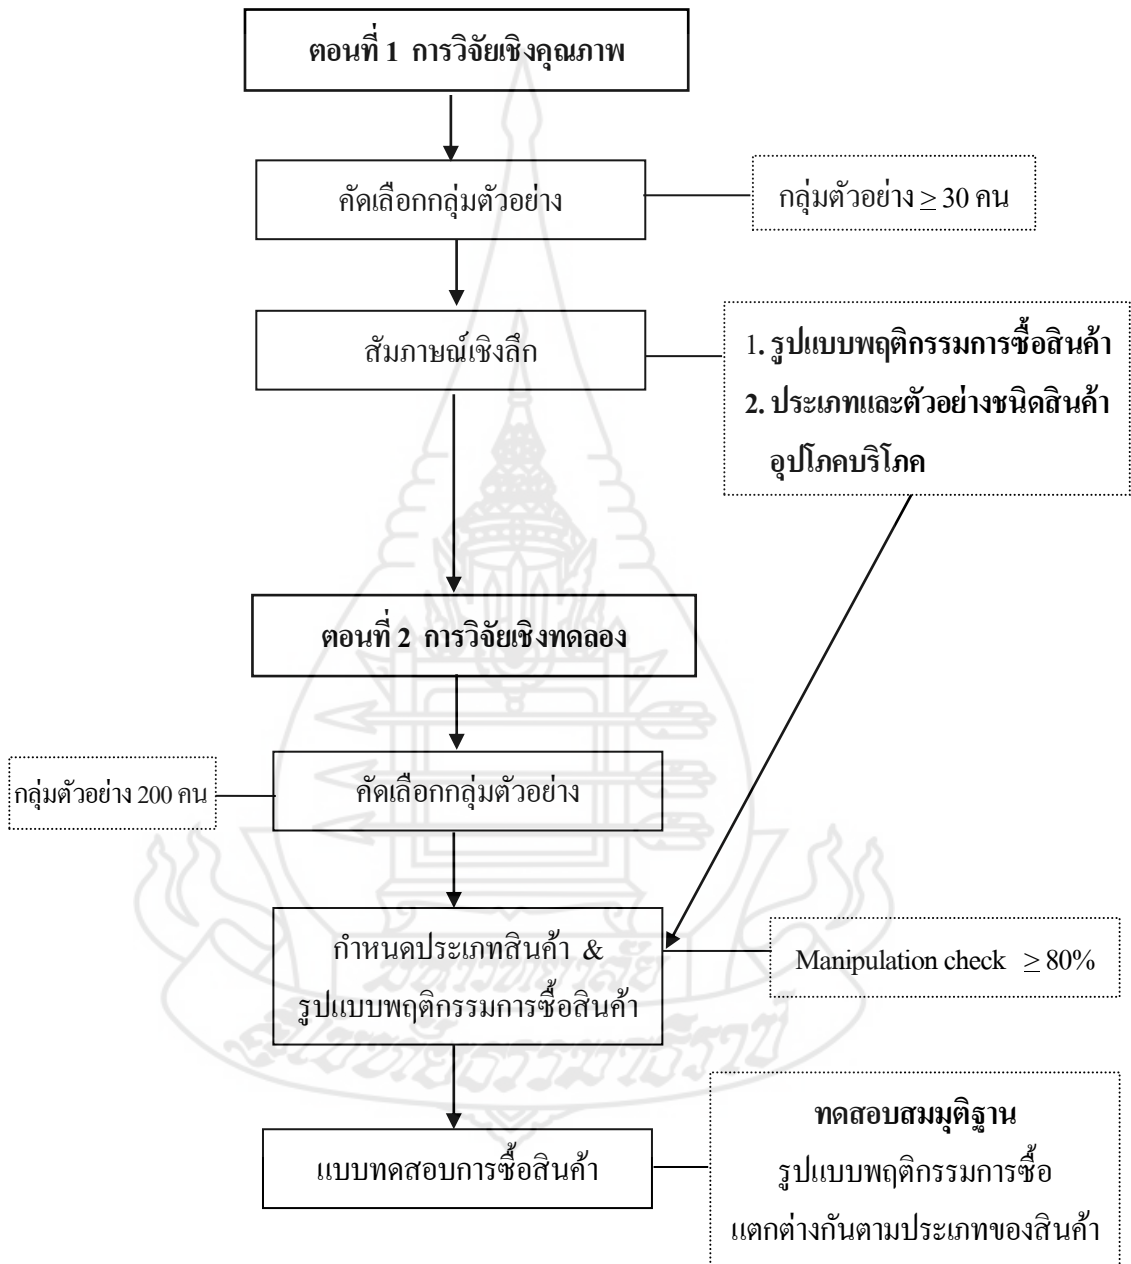 ตอนที่ 1 การวิจัยเชิงคุณภาพ
คัดเลือกกลุ่มตัวอย่าง
กลุ่มตัวอย่าง ≥ 30 คน
สัมภาษณ์เชิงลึก
1. รูปแบบพฤติกรรมการซื้อสินค้า
2. ประเภทและตัวอย่างชนิดสินค้า
อุปโภคบริโภค
ตอนที่ 2 การวิจัยเชิงทดลอง
กลุ่มตัวอย่าง 200 คน
คัดเลือกกลุ่มตัวอย่าง
กำหนดประเภทสินค้า &
รูปแบบพฤติกรรมการซื้อสินค้า
Manipulation check ≥ 80%
แบบทดสอบการซื้อสินค้า
ทดสอบสมมุติฐาน
รูปแบบพฤติกรรมการซื้อ
แตกต่างกันตามประเภทของสินค้า